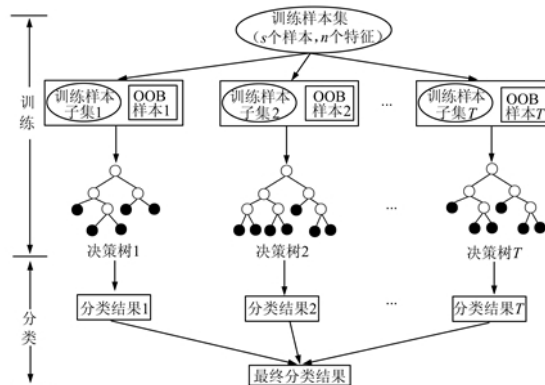 训练样本集
(s个样本,n个特征)
训练样本
子集1
OOB
样本1
训练样本
子集2
OOB
样本2
...
训练样本
子集T
OOB
样本T
训练
决策树1
决策树2
...
决策树T
分类
分类结果1
分类结果2
...
分类结果T
最终分类结果